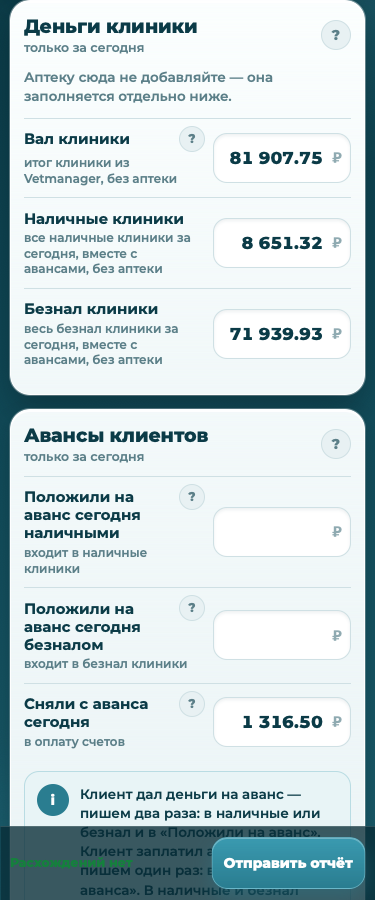 Деньги клиники
только за сегодня
?
Аптеку сюда не добавляйте — она
заполняется отдельно ниже.
Вал клиники
?
итог клиники из
Vetmanager, без аптеки
81 907.75 ₽
Наличные клиники
все наличные клиники за
сегодня, вместе с
авансами, без аптеки
8 651.32 ₽
Безнал клиники
весь безнал клиники за
сегодня, вместе с
авансами, без аптеки
71 939.93 ₽
Авансы клиентов
только за сегодня
?
Положили на
аванс сегодня
наличными
?
входит в наличные
клиники
₽
Положили на
аванс сегодня
безналом
?
входит в безнал клиники
₽
Сняли с аванса
сегодня
?
в оплату счетов
1 316.50 ₽
i
Клиент дал деньги на аванс —
пишем два раза: в наличные или
безнал и в «Положили на аванс».
Клиент заплатил а
пишем один раз: в
аванса». В наличные и безнал
Расхождений нет
Отправить отчёт